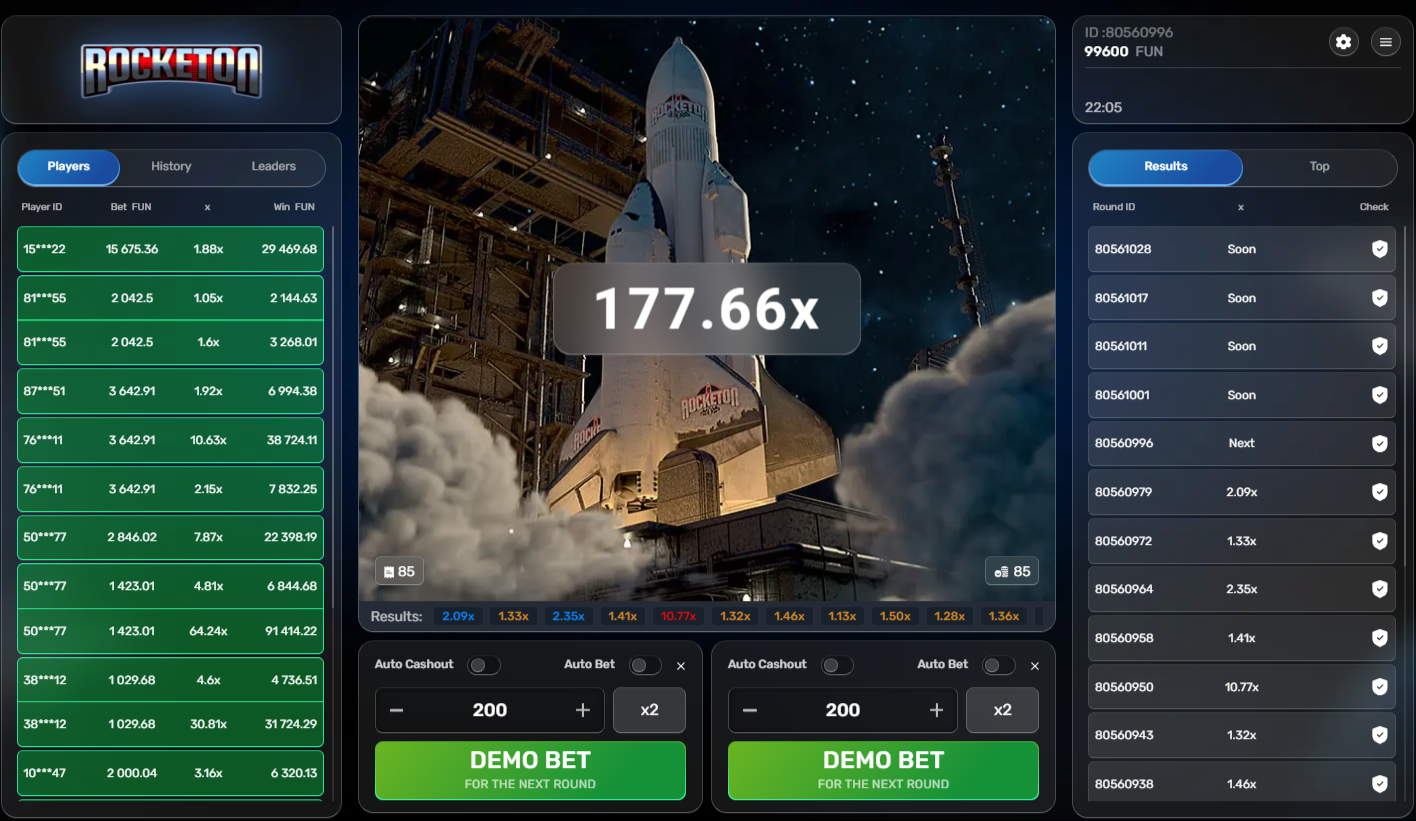 ROCKETON
Players History Leaders
Player ID Bet FUN x Win FUN
15***22 15 675.36 1.88x 29 469.68
81***55 2 042.5 1.05x 2 144.63
81***55 2 042.5 1.6x 3 268.01
87***51 3 642.91 1.92x 6 994.38
76***11 3 642.91 10.63x 38 724.11
76***11 3 642.91 2.15x 7 832.25
50***77 2 846.02 7.87x 22 398.19
50***77 1 423.01 4.81x 6 844.68
50***77 1 423.01 64.24x 91 414.22
38***12 1 029.68 4.6x 4 736.51
38***12 1 029.68 30.81x 31 724.29
10***47 2 000.04 3.16x 6 320.13
ROCKETON
177.66x
ROCKETON
ROCKE
85 85
Results: 2.09x 1.33x 2.35x 1.41x 10.77x 1.32x 1.46x 1.13x 1.50x 1.28x 1.36x
Auto Cashout Auto Bet ×
− 200 + x2
DEMO BET
FOR THE NEXT ROUND
Auto Cashout Auto Bet ×
− 200 + x2
DEMO BET
FOR THE NEXT ROUND
ID :80560996
99600 FUN
22:05
Results Top
Round ID x Check
80561028 Soon
80561017 Soon
80561011 Soon
80561001 Soon
80560996 Next
80560979 2.09x
80560972 1.33x
80560964 2.35x
80560958 1.41x
80560950 10.77x
80560943 1.32x
80560938 1.46x